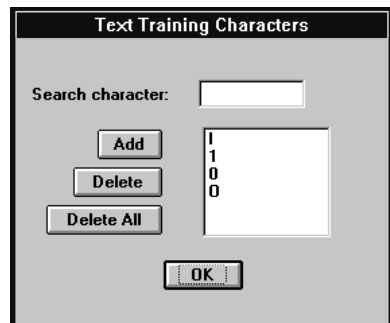 Text Training Characters
Search character:
Add
Delete
Delete All
I
1
0
O
OK